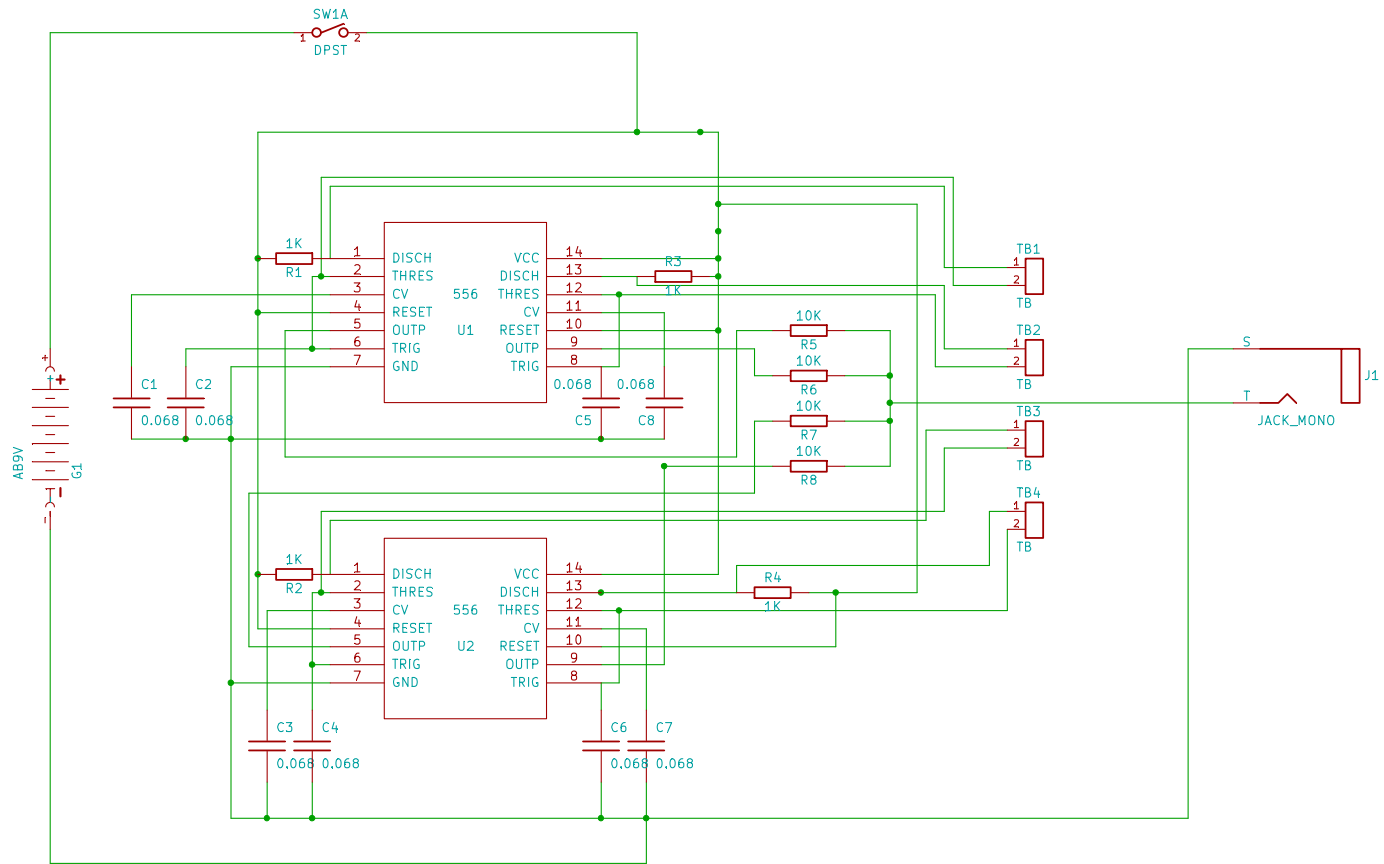 SW1A
1 2
DPST
1K
R1
1 DISCH
2 THRES
3 CV
4 RESET
5 OUTP
6 TRIG
7 GND
556
U1
VCC 14
DISCH 13
THRES 12
CV 11
RESET 10
OUTP 9
TRIG 8
R3
1K
TB1
1
2
TB
10K
R5
10K
R6
10K
R7
10K
R8
TB2
1
2
TB
S
T
J1
JACK_MONO
TB3
1
2
TB
TB4
1
2
TB
+
+
+
AB9V
G1
C1
0.068
C2
0.068
0.068
C5
0.068
C8
1K
R2
1 DISCH
2 THRES
3 CV
4 RESET
5 OUTP
6 TRIG
7 GND
556
U2
VCC 14
DISCH 13
THRES 12
CV 11
RESET 10
OUTP 9
TRIG 8
R4
1K
C3
0.068
C4
0.068
C6
0.068
C7
0.068